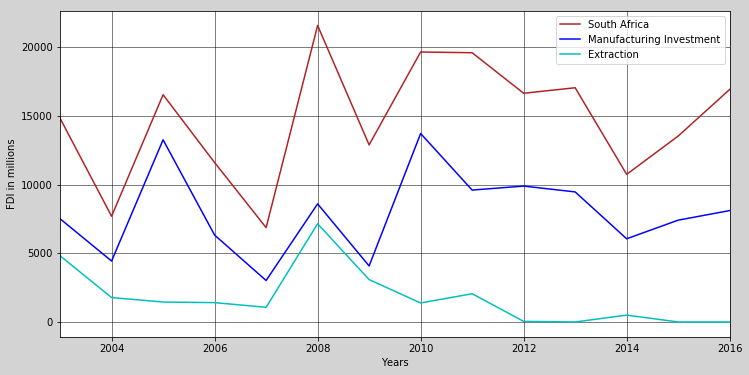 South Africa
Manufacturing Investment
Extraction
20000
15000
10000
5000
0
FDI in millions
2004 2006 2008 2010 2012 2014 2016
Years